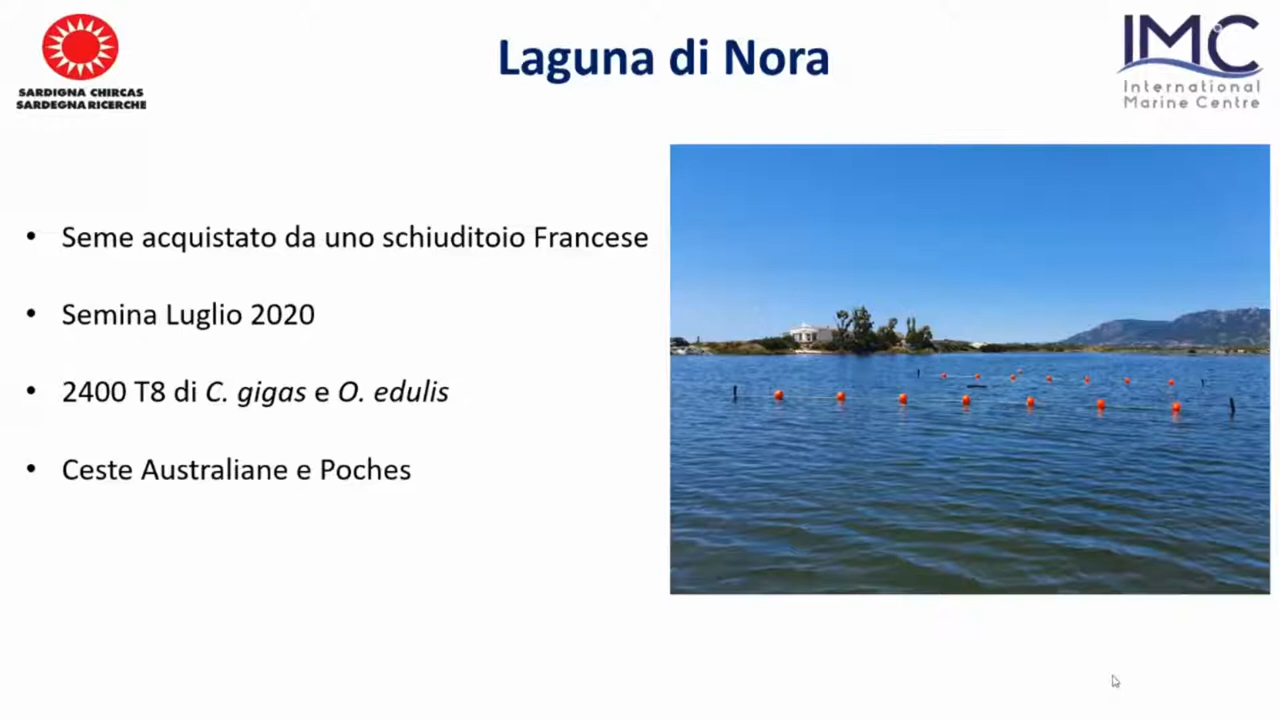 SARDIGNA CHIRCAS
SARDEGNA RICERCHE
Laguna di Nora
IMC
International
Marine Centre
• Seme acquistato da uno schiuditoio Francese
• Semina Luglio 2020
• 2400 T8 di C. gigas e O. edulis
• Ceste Australiane e Poches